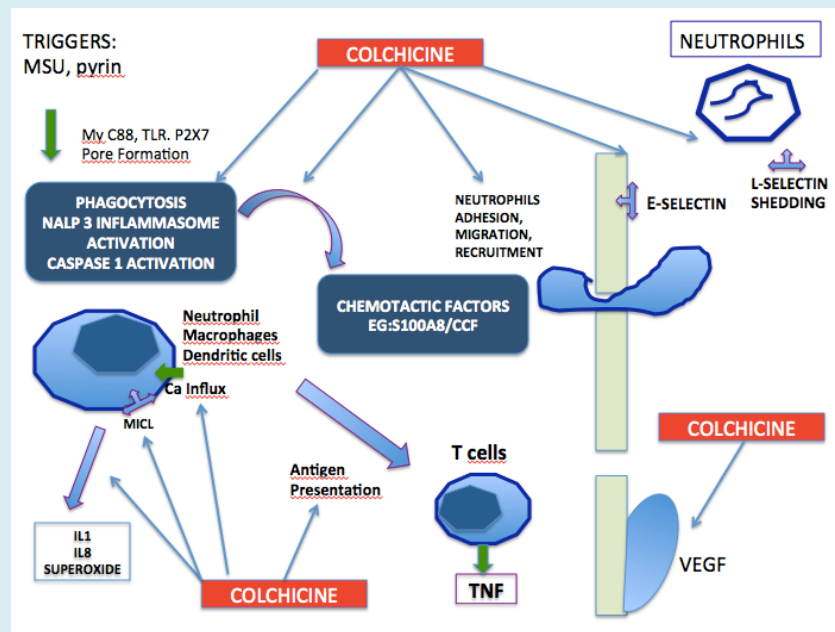 TRIGGERS:
MSU, pyrin
COLCHICINE
NEUTROPHILS
My C88, TLR. P2X7
Pore Formation
PHAGOCYTOSIS
NALP 3 INFLAMMASOME
ACTIVATION
CASPASE 1 ACTIVATION
NEUTROPHILS
ADHESION,
MIGRATION,
RECRUITMENT
E-SELECTIN
L-SELECTIN
SHEDDING
CHEMOTACTIC FACTORS
EG:S100A8/CCF
Neutrophil
Macrophages
Dendritic cells
Ca Influx
MICL
IL1
IL8
SUPEROXIDE
Antigen
Presentation
COLCHICINE
T cells
TNF
COLCHICINE
VEGF